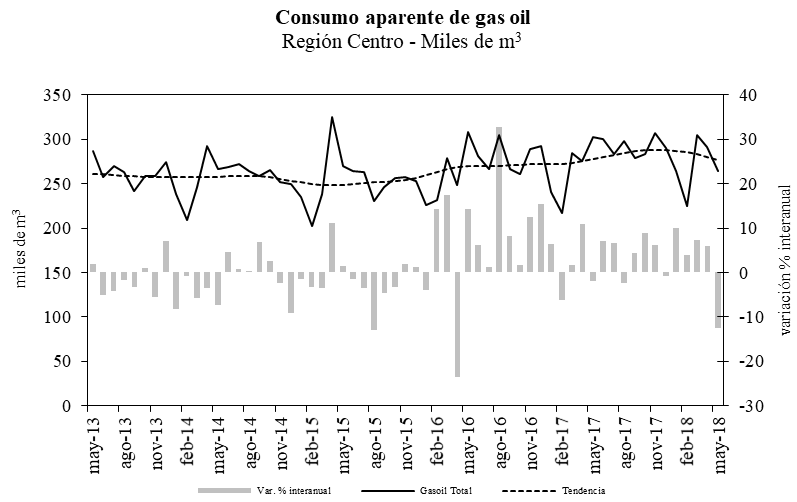 Consumo aparente de gas oil
Región Centro - Miles de m³
350
300
250
200
150
100
50
0
miles de m³
40
30
20
10
0
-10
-20
-30
variación % interanual
may-13
ago-13
nov-13
feb-14
may-14
ago-14
nov-14
feb-15
may-15
ago-15
nov-15
feb-16
may-16
ago-16
nov-16
feb-17
may-17
ago-17
nov-17
feb-18
may-18
Var. % interanual
Gasoil Total
Tendencia